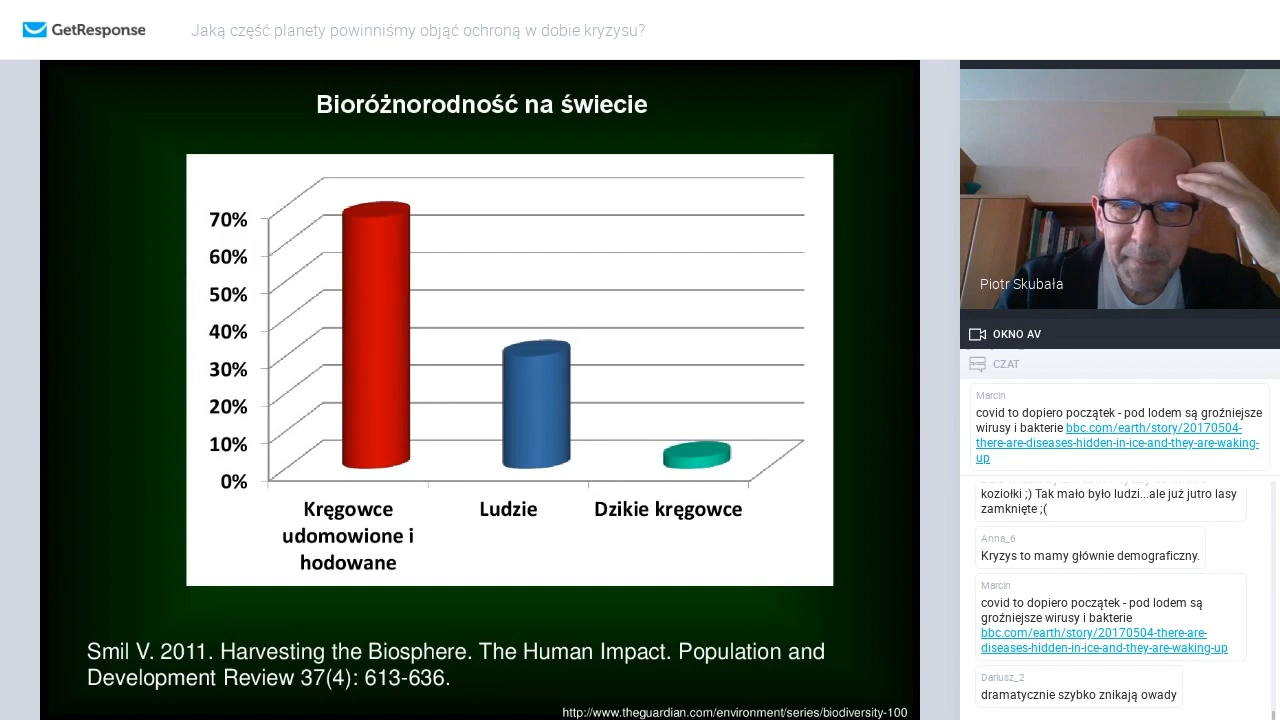 GetResponse
Jaką część planety powinniśmy objąć ochroną w dobie kryzysu?
Bioróżnorodność na świecie
70%
60%
50%
40%
30%
20%
10%
0%
Kręgowce
udomowione i
hodowane
Ludzie
Dzikie kręgowce
Smil V. 2011. Harvesting the Biosphere. The Human Impact. Population and
Development Review 37(4): 613-636.
http://www.theguardian.com/environment/series/biodiversity-100
Piotr Skubała
OKNO AV
CZAT
Marcin
covid to dopiero początek - pod lodem są groźniejsze
wirusy i bakterie bbc.com/earth/story/20170504-
there-are-diseases-hidden-in-ice-and-they-are-waking-
up
koziołki ;) Tak mało było ludzi...ale już jutro lasy
zamknięte ;(
Anna_6
Kryzys to mamy głównie demograficzny.
Marcin
covid to dopiero początek - pod lodem są
groźniejsze wirusy i bakterie
bbc.com/earth/story/20170504-there-are-
diseases-hidden-in-ice-and-they-are-waking-up
Dariusz_2
dramatycznie szybko znikają owady